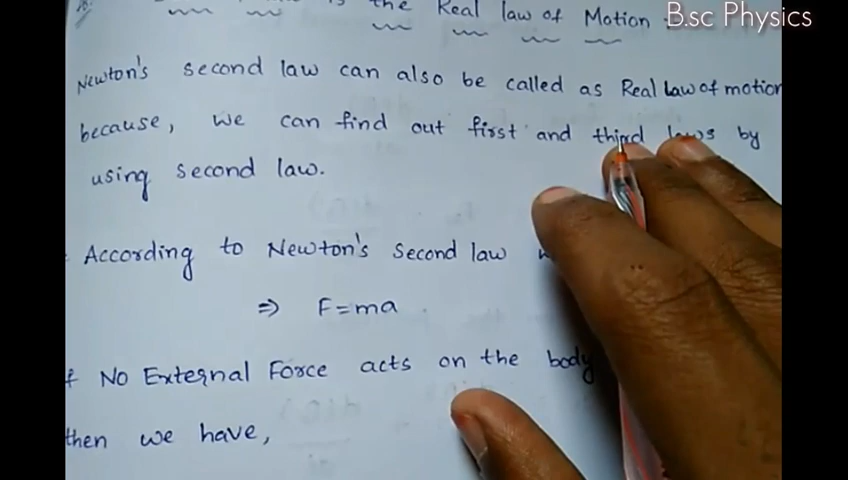 the Real law of Motion :
B.sc Physics
Newton's second law can also be called as Real Law of motion
because, we can find out first and third laws by
using second law.
According to Newton's Second law
⇒ F=ma
No External Force acts on the body
then we have,